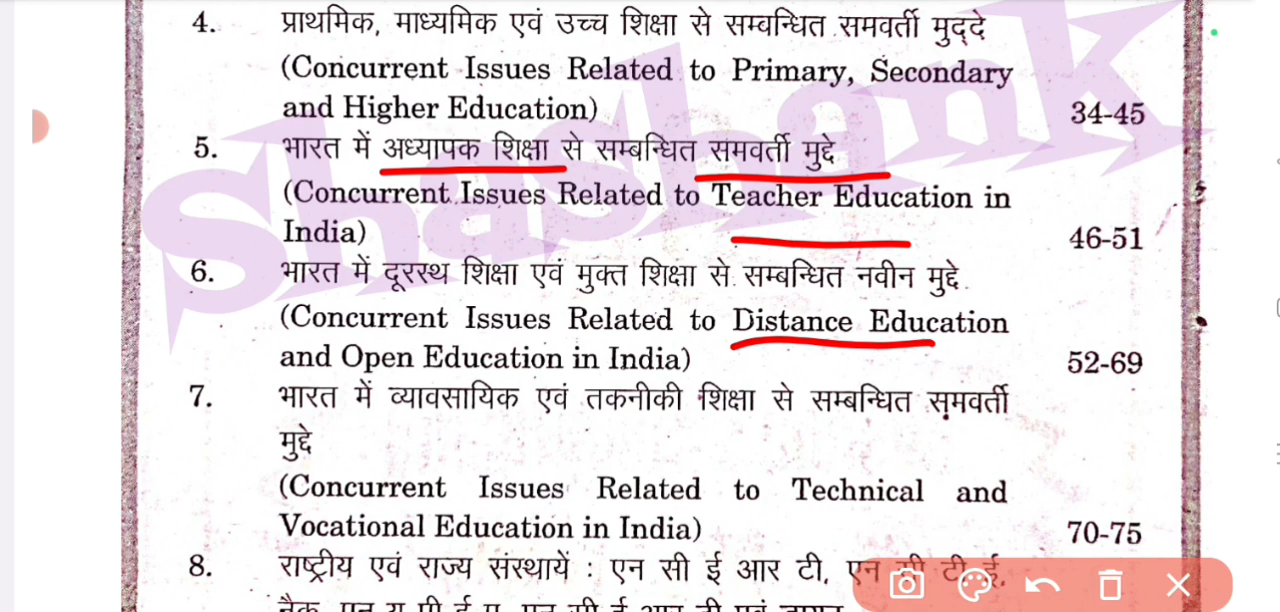 4. प्राथमिक, माध्यमिक एवं उच्च शिक्षा से सम्बन्धित समवर्ती मुद्‌दे
(Concurrent Issues Related to Primary, Secondary
and Higher Education) 34-45
5. भारत में अध्यापक शिक्षा से सम्बन्धित समवर्ती मुद्दे
(Concurrent Issues Related to Teacher Education in
India) 46-51
6. भारत में दूरस्थ शिक्षा एवं मुक्त शिक्षा से सम्बन्धित नवीन मुद्दे
(Concurrent Issues Related to Distance Education
and Open Education in India) 52-69
7. भारत में व्यावसायिक एवं तकनीकी शिक्षा से सम्बन्धित समवर्ती
मुद्दे
(Concurrent Issues Related to Technical and
Vocational Education in India) 70-75
8. राष्ट्रीय एवं राज्य संस्थायें : एन सी ई आर टी, एन सी टी ई,
Shashank